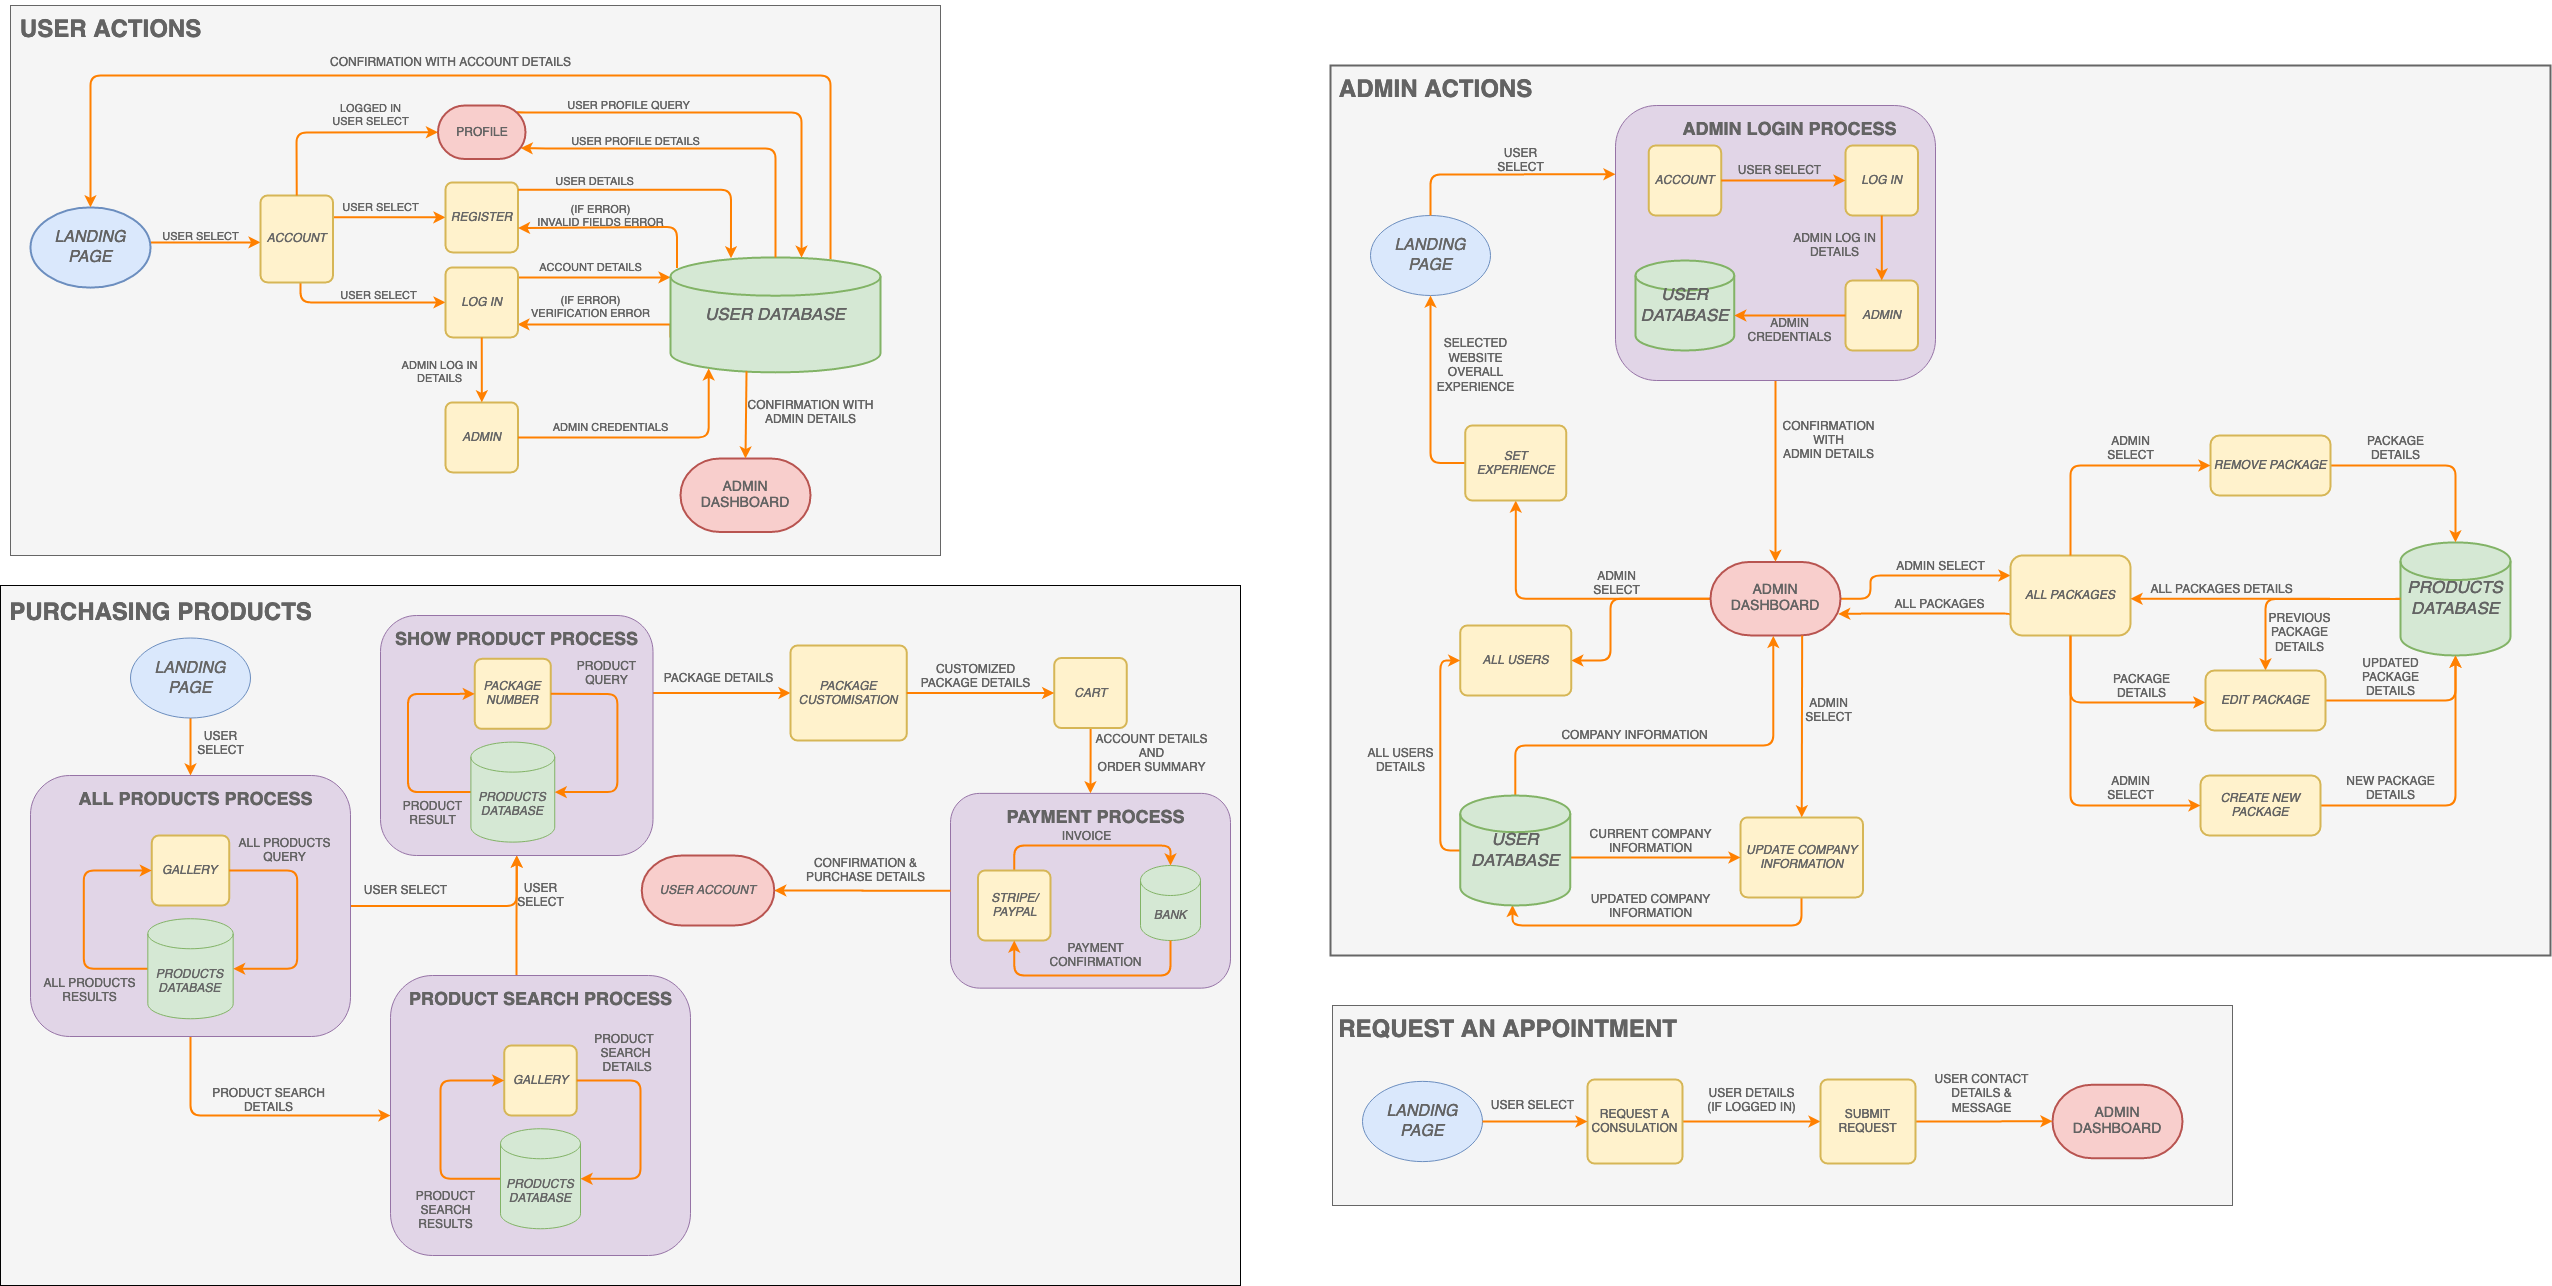 USER ACTIONS
CONFIRMATION WITH ACCOUNT DETAILS
LOGGED IN
USER SELECT
PROFILE
USER PROFILE QUERY
USER PROFILE DETAILS
USER DETAILS
USER SELECT
REGISTER
(IF ERROR)
INVALID FIELDS ERROR
LANDING
PAGE
USER SELECT
ACCOUNT
ACCOUNT DETAILS
USER SELECT
LOG IN
(IF ERROR)
VERIFICATION ERROR
USER DATABASE
ADMIN LOG IN
DETAILS
CONFIRMATION WITH
ADMIN DETAILS
ADMIN
ADMIN CREDENTIALS
ADMIN
DASHBOARD
PURCHASING PRODUCTS
LANDING
PAGE
USER
SELECT
ALL PRODUCTS PROCESS
GALLERY
ALL PRODUCTS
QUERY
PRODUCTS
DATABASE
ALL PRODUCTS
RESULTS
USER SELECT
USER
SELECT
PRODUCT SEARCH
DETAILS
SHOW PRODUCT PROCESS
PACKAGE
NUMBER
PRODUCT
QUERY
PRODUCTS
DATABASE
PRODUCT
RESULT
PACKAGE DETAILS
PACKAGE
CUSTOMISATION
CUSTOMIZED
PACKAGE DETAILS
CART
ACCOUNT DETAILS
AND
ORDER SUMMARY
PAYMENT PROCESS
INVOICE
STRIPE/
PAYPAL
BANK
PAYMENT
CONFIRMATION
CONFIRMATION &
PURCHASE DETAILS
USER ACCOUNT
PRODUCT SEARCH PROCESS
GALLERY
PRODUCT
SEARCH
DETAILS
PRODUCTS
DATABASE
PRODUCT
SEARCH
RESULTS
ADMIN ACTIONS
USER
SELECT
ADMIN LOGIN PROCESS
ACCOUNT
USER SELECT
LOG IN
ADMIN LOG IN
DETAILS
USER
DATABASE
ADMIN
CREDENTIALS
ADMIN
LANDING
PAGE
SELECTED
WEBSITE
OVERALL
EXPERIENCE
SET
EXPERIENCE
CONFIRMATION
WITH
ADMIN DETAILS
ADMIN
SELECT
ADMIN
DASHBOARD
ADMIN SELECT
ALL PACKAGES
ALL PACKAGES
ADMIN
SELECT
REMOVE PACKAGE
PACKAGE
DETAILS
ALL PACKAGES DETAILS
PRODUCTS
DATABASE
PREVIOUS
PACKAGE
DETAILS
PACKAGE
DETAILS
EDIT PACKAGE
UPDATED
PACKAGE
DETAILS
ADMIN
SELECT
CREATE NEW
PACKAGE
NEW PACKAGE
DETAILS
ALL USERS
ALL USERS
DETAILS
COMPANY INFORMATION
ADMIN
SELECT
USER
DATABASE
CURRENT COMPANY
INFORMATION
UPDATE COMPANY
INFORMATION
UPDATED COMPANY
INFORMATION
REQUEST AN APPOINTMENT
LANDING
PAGE
USER SELECT
REQUEST A
CONSULATION
USER DETAILS
(IF LOGGED IN)
SUBMIT
REQUEST
USER CONTACT
DETAILS &
MESSAGE
ADMIN
DASHBOARD